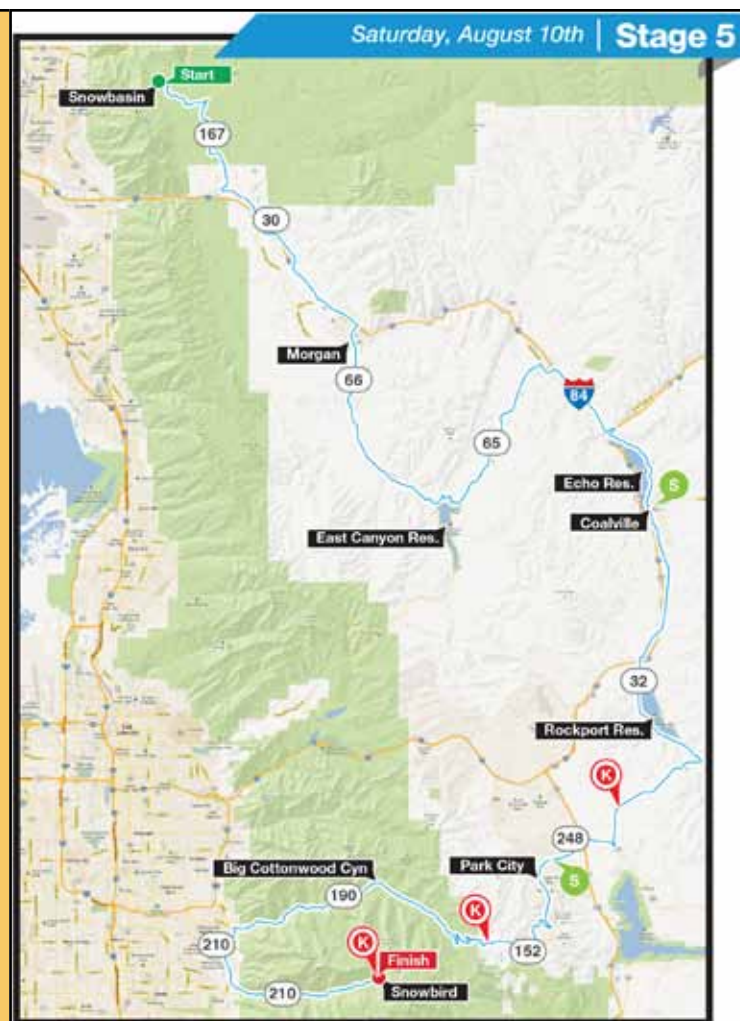 Saturday, August 10th | Stage 5
Start
Snowbasin
167
30
Morgan
66
84
65
Echo Res.
S
Coalville
East Canyon Res.
32
Rockport Res.
K
248
Big Cottonwood Cyn
Park City
S
190
K
210
K
Finish
152
210
Snowbird